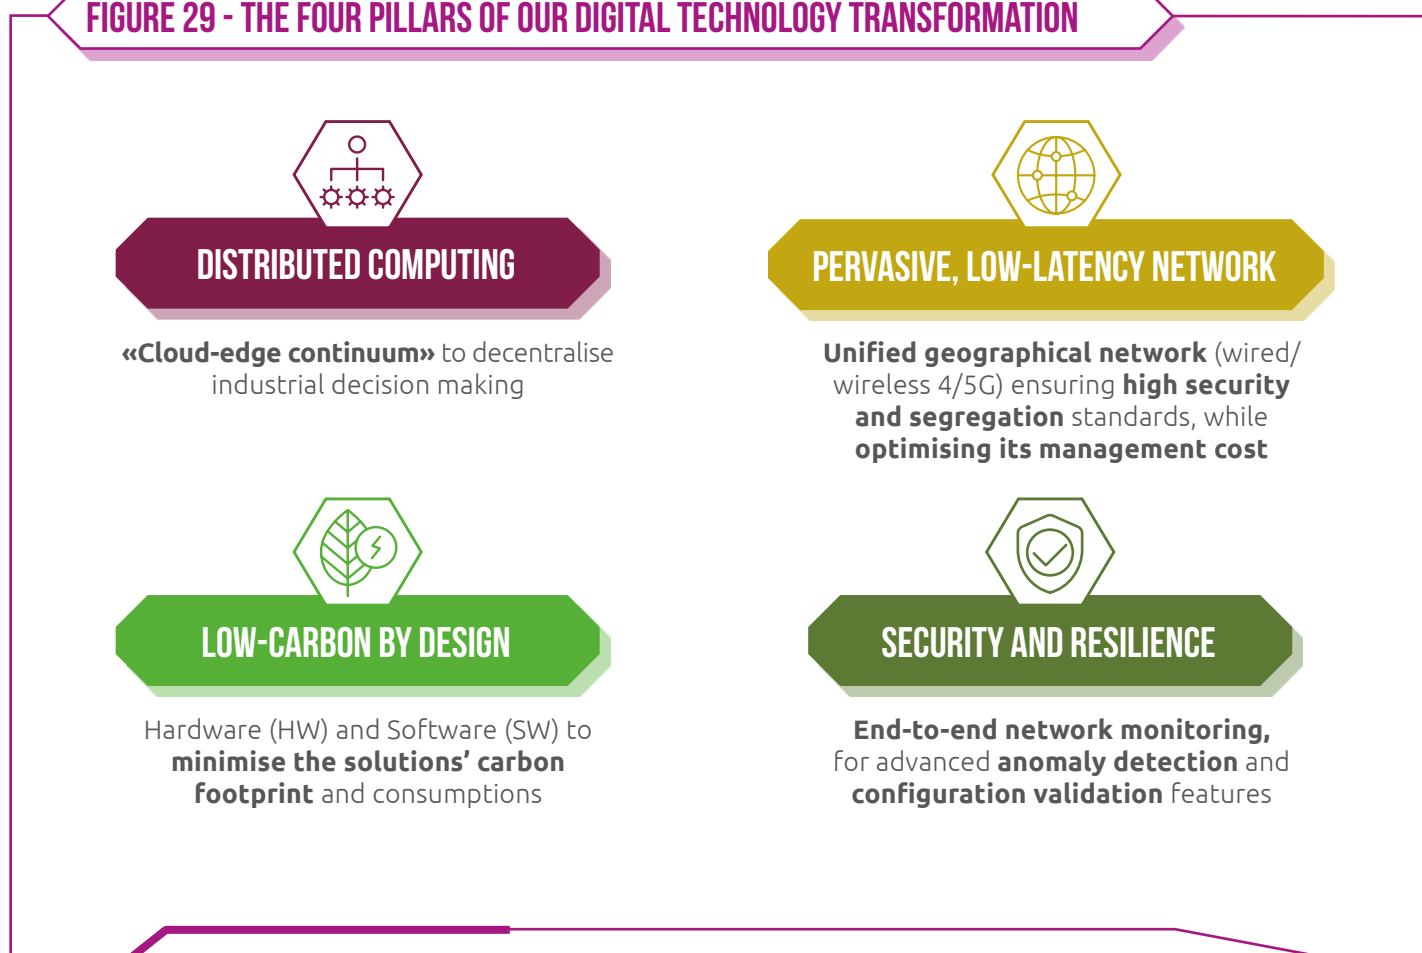 FIGURE 29 - THE FOUR PILLARS OF OUR DIGITAL TECHNOLOGY TRANSFORMATION
DISTRIBUTED COMPUTING
«Cloud-edge continuum» to decentralise
industrial decision making
PERVASIVE, LOW-LATENCY NETWORK
Unified geographical network (wired/
wireless 4/5G) ensuring high security
and segregation standards, while
optimising its management cost
LOW-CARBON BY DESIGN
Hardware (HW) and Software (SW) to
minimise the solutions’ carbon
footprint and consumptions
SECURITY AND RESILIENCE
End-to-end network monitoring,
for advanced anomaly detection and
configuration validation features